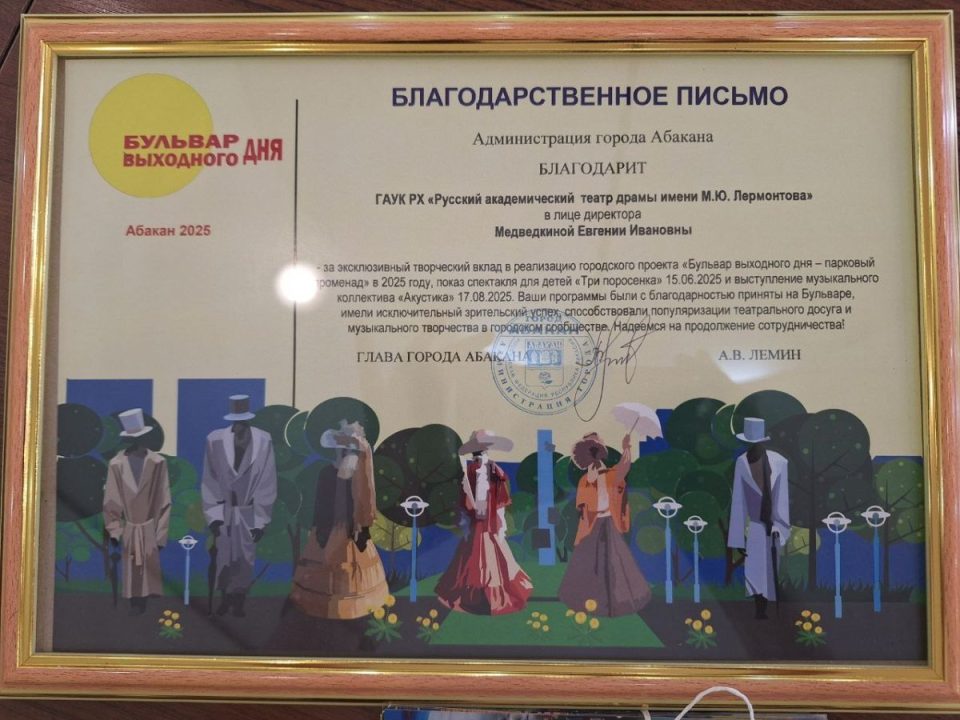 БУЛЬВАР
ВЫХОДНОГО ДНЯ
Абакан 2025
БЛАГОДАРСТВЕННОЕ ПИСЬМО
Администрация города Абакана
БЛАГОДАРИТ
ГАУК РХ «Русский академический театр драмы имени М.Ю. Лермонтова»
в лице директора
Медведкиной Евгении Ивановны
- за эксклюзивный творческий вклад в реализацию городского проекта «Бульвар выходного дня – парковый
променад» в 2025 году, показ спектакля для детей «Три поросенка» 15.06.2025 и выступление музыкального
коллектива «Акустика» 17.08.2025. Ваши программы были с благодарностью приняты на Бульваре,
имели исключительный зрительский успех, способствовали популяризации театрального досуга и
музыкального творчества в городском сообществе. Надеемся на продолжение сотрудничества!
ГЛАВА ГОРОДА АБАКАНА
А.В. ЛЕМИН
ГОРОД
АБАКАН
АДМИНИСТРАЦИЯ